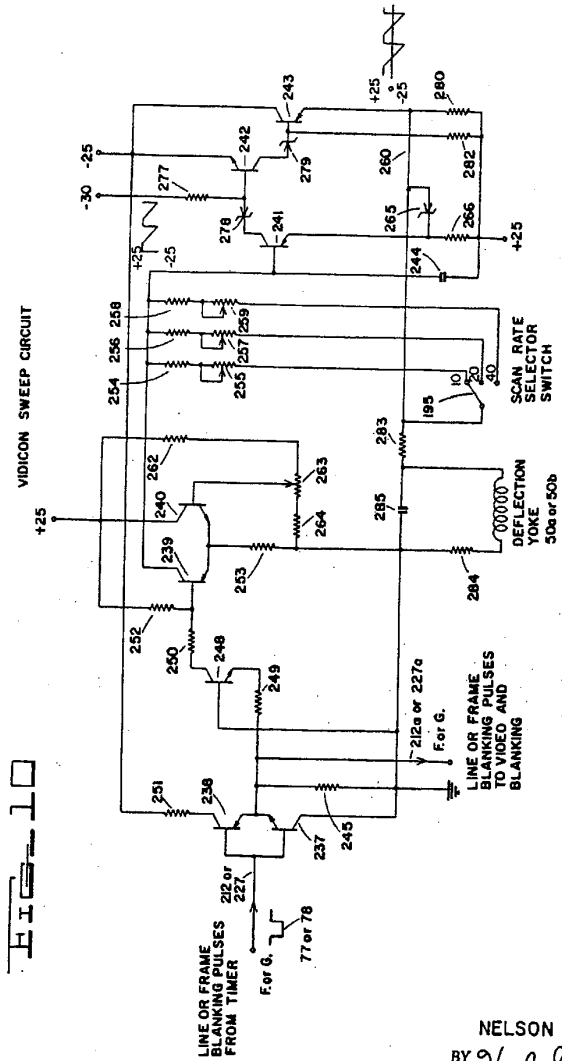 FIG-10
VIDICON SWEEP CIRCUIT
+25
-30
-25
+25
-25
+25
-25
239
240
241
242
243
252
250
248
249
251
238
237
245
253
262
263
264
254
255
256
257
258
259
277
278
279
260
280
282
265
266
244
+25
283
285
284
195
10
20
40
SCAN RATE
SELECTOR
SWITCH
DEFLECTION
YOKE
50a or 50b
212 or
227
LINE OR FRAME
BLANKING PULSES
FROM TIMER
F. or G.
77 or 78
212a or 227a
F. or G.
LINE OR FRAME
BLANKING PULSES
TO VIDEO AND
BLANKING
NELSON
BY